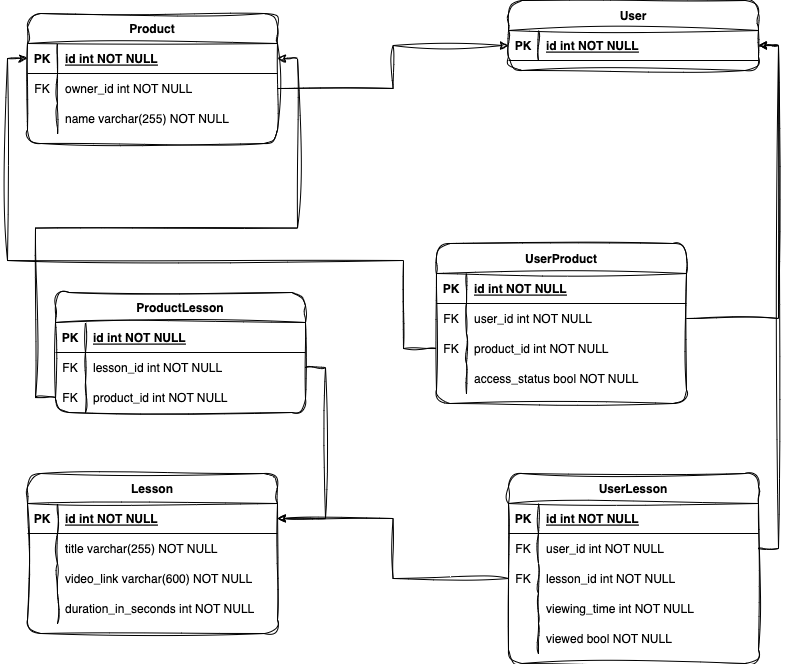 Product
PK id int NOT NULL
FK owner_id int NOT NULL
name varchar(255) NOT NULL
User
PK id int NOT NULL
UserProduct
PK id int NOT NULL
FK user_id int NOT NULL
FK product_id int NOT NULL
access_status bool NOT NULL
ProductLesson
PK id int NOT NULL
FK lesson_id int NOT NULL
FK product_id int NOT NULL
Lesson
PK id int NOT NULL
title varchar(255) NOT NULL
video_link varchar(600) NOT NULL
duration_in_seconds int NOT NULL
UserLesson
PK id int NOT NULL
FK user_id int NOT NULL
FK lesson_id int NOT NULL
viewing_time int NOT NULL
viewed bool NOT NULL